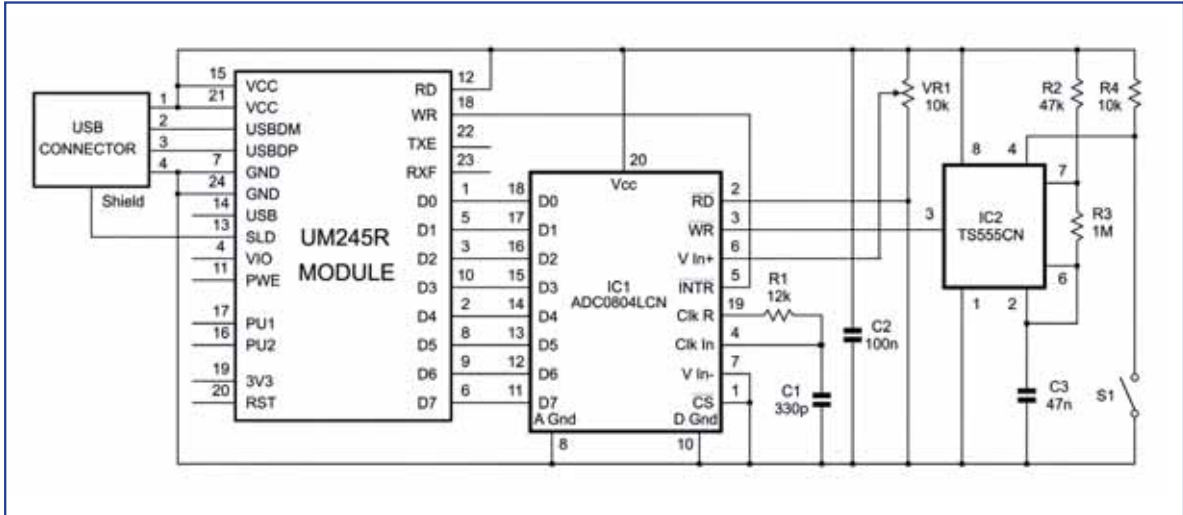 USB
CONNECTOR
1
2
3
4
Shield
15
21
7
24
14
13
4
11
17
16
19
20
VCC
VCC
USBDM
USBDP
GND
GND
USB
SLD
VIO
PWE
PU1
PU2
3V3
RST
UM245R
MODULE
RD
WR
TXE
RXF
D0
D1
D2
D3
D4
D5
D6
D7
12
18
22
23
1
5
3
10
2
8
9
6
18
17
16
15
14
13
12
11
20
Vcc
D0
D1
D2
D3
D4
D5
D6
D7
IC1
ADC0804LCN
RD
WR
V In+
INTR
Clk R
Clk In
V In-
CS
A Gnd
D Gnd
8
10
2
3
6
5
19
4
7
1
R1
12k
C1
330p
C2
100n
VR1
10k
R2
47k
R4
10k
8
4
7
3
IC2
TS555CN
R3
1M
6
1
2
C3
47n
S1